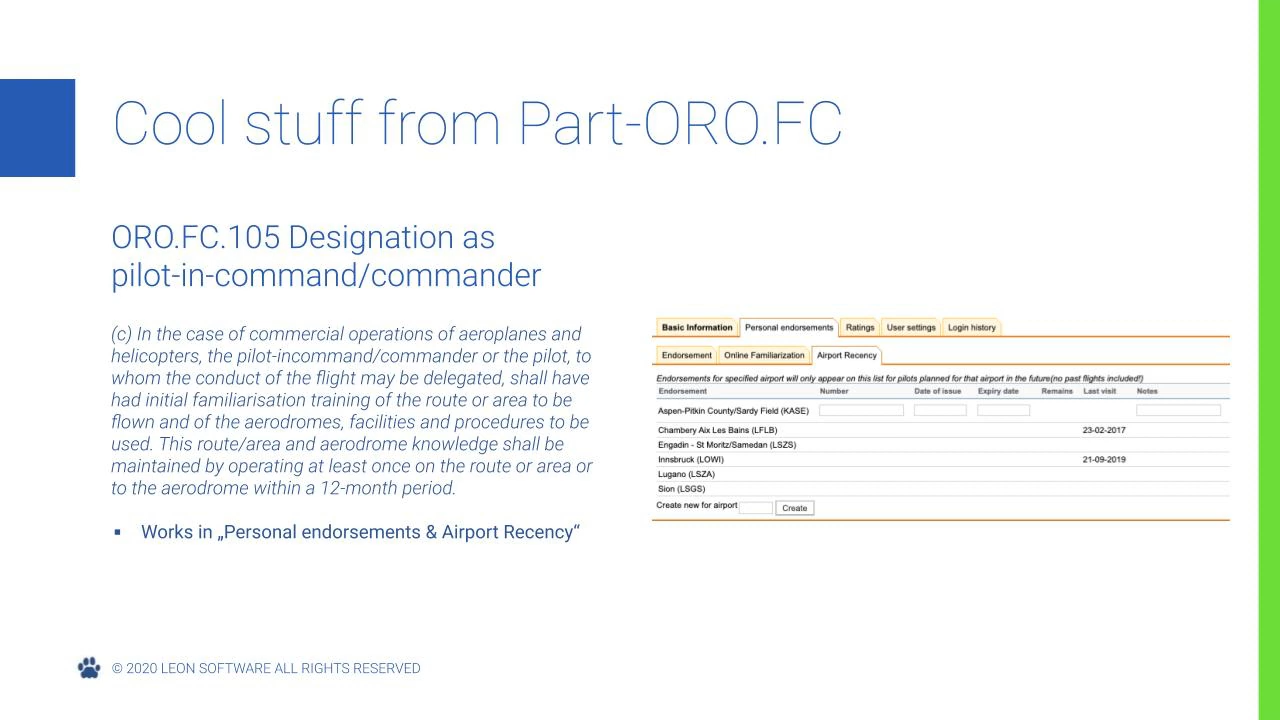 Cool stuff from Part-ORO.FC
ORO.FC.105 Designation as
pilot-in-command/commander
(c) In the case of commercial operations of aeroplanes and
helicopters, the pilot-incommand/commander or the pilot, to
whom the conduct of the flight may be delegated, shall have
had initial familiarisation training of the route or area to be
flown and of the aerodromes, facilities and procedures to be
used. This route/area and aerodrome knowledge shall be
maintained by operating at least once on the route or area or
to the aerodrome within a 12-month period.
▪ Works in „Personal endorsements & Airport Recency“
Basic Information Personal endorsements Ratings User settings Login history
Endorsement Online Familiarization Airport Recency
Endorsements for specified airport will only appear on this list for pilots planned for that airport in the future(no past flights included!)
Endorsement Number Date of issue Expiry date Remains Last visit Notes
Aspen-Pitkin County/Sardy Field (KASE)
Chambery Aix Les Bains (LFLB) 23-02-2017
Engadin - St Moritz/Samedan (LSZS)
Innsbruck (LOWI) 21-09-2019
Lugano (LSZA)
Sion (LSGS)
Create new for airport Create
© 2020 LEON SOFTWARE ALL RIGHTS RESERVED